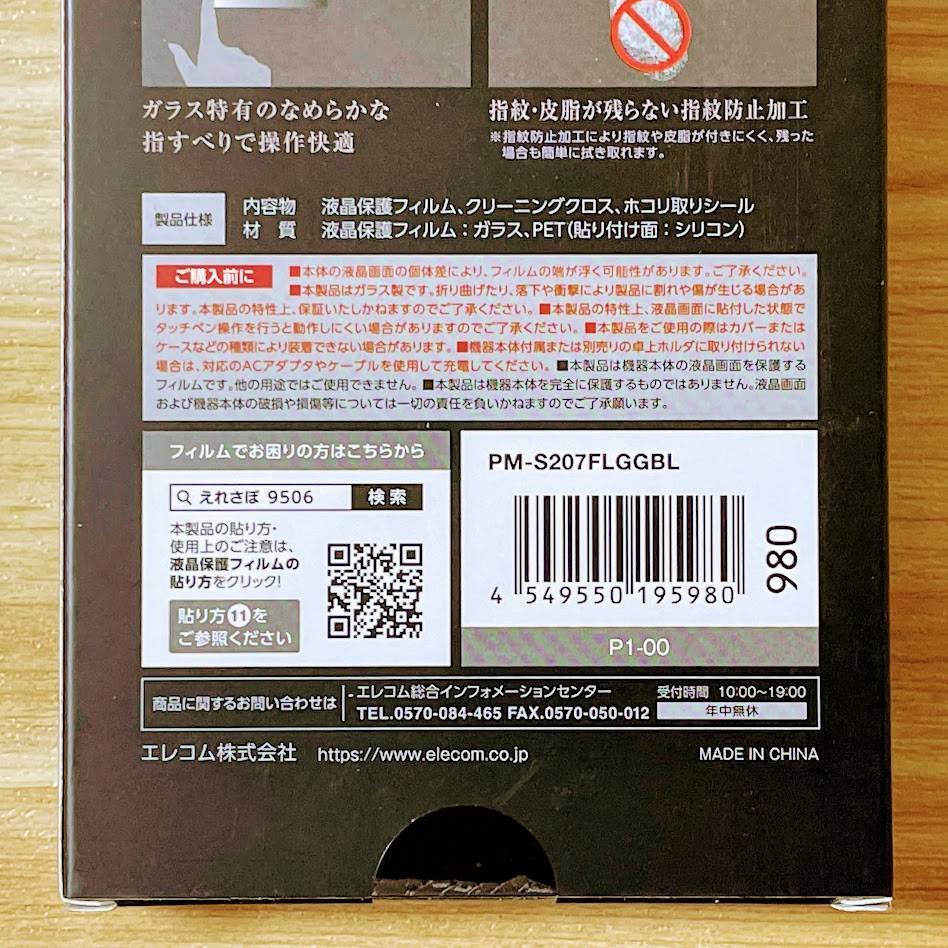 ガラス特有のなめらかな
指すべりで操作快適
指紋・皮脂が残らない指紋防止加工
※指紋防止加工により指紋や皮脂が付きにくく、残った
場合も簡単に拭き取れます。
製品仕様
内容物 液晶保護フィルム、クリーニングクロス、ホコリ取りシール
材 質 液晶保護フィルム：ガラス、PET（貼り付け面：シリコン）
ご購入前に ■本体の液晶画面の個体差により、フィルムの端が浮く可能性があります。ご了承ください。
■本製品はガラス製です。折り曲げたり、落下や衝撃により製品に割れや傷が生じる場合があ
ります。本製品の特性上、保証いたしかねますのでご了承ください。■本製品の特性上、液晶画面に貼付した状態で
タッチペン操作を行うと動作しにくい場合がありますのでご了承ください。■本製品をご使用の際はカバーまたは
ケースなどの種類により装着できない場合があります。■機器本体付属または別売りの卓上ホルダに取り付けられない
場合は、対応のACアダプタやケーブルを使用して充電してください。■本製品は機器本体の液晶画面を保護する
フィルムです。他の用途ではご使用できません。■本製品は機器本体を完全に保護するものではありません。液晶画面
および機器本体の破損や損傷等については一切の責任を負いかねますのでご了承願います。
フィルムでお困りの方はこちらから
えれさぽ 9506 検索
本製品の貼り方・
使用上のご注意は、
液晶保護フィルムの
貼り方をクリック!
貼り方⑪を
ご参照ください
PM-S207FLGGBL
4 549550 195980
980
P1-00
商品に関するお問い合わせは
エレコム総合インフォメーションセンター
TEL.0570-084-465 FAX.0570-050-012
受付時間 10:00〜19:00
年中無休
エレコム株式会社 https://www.elecom.co.jp
MADE IN CHINA